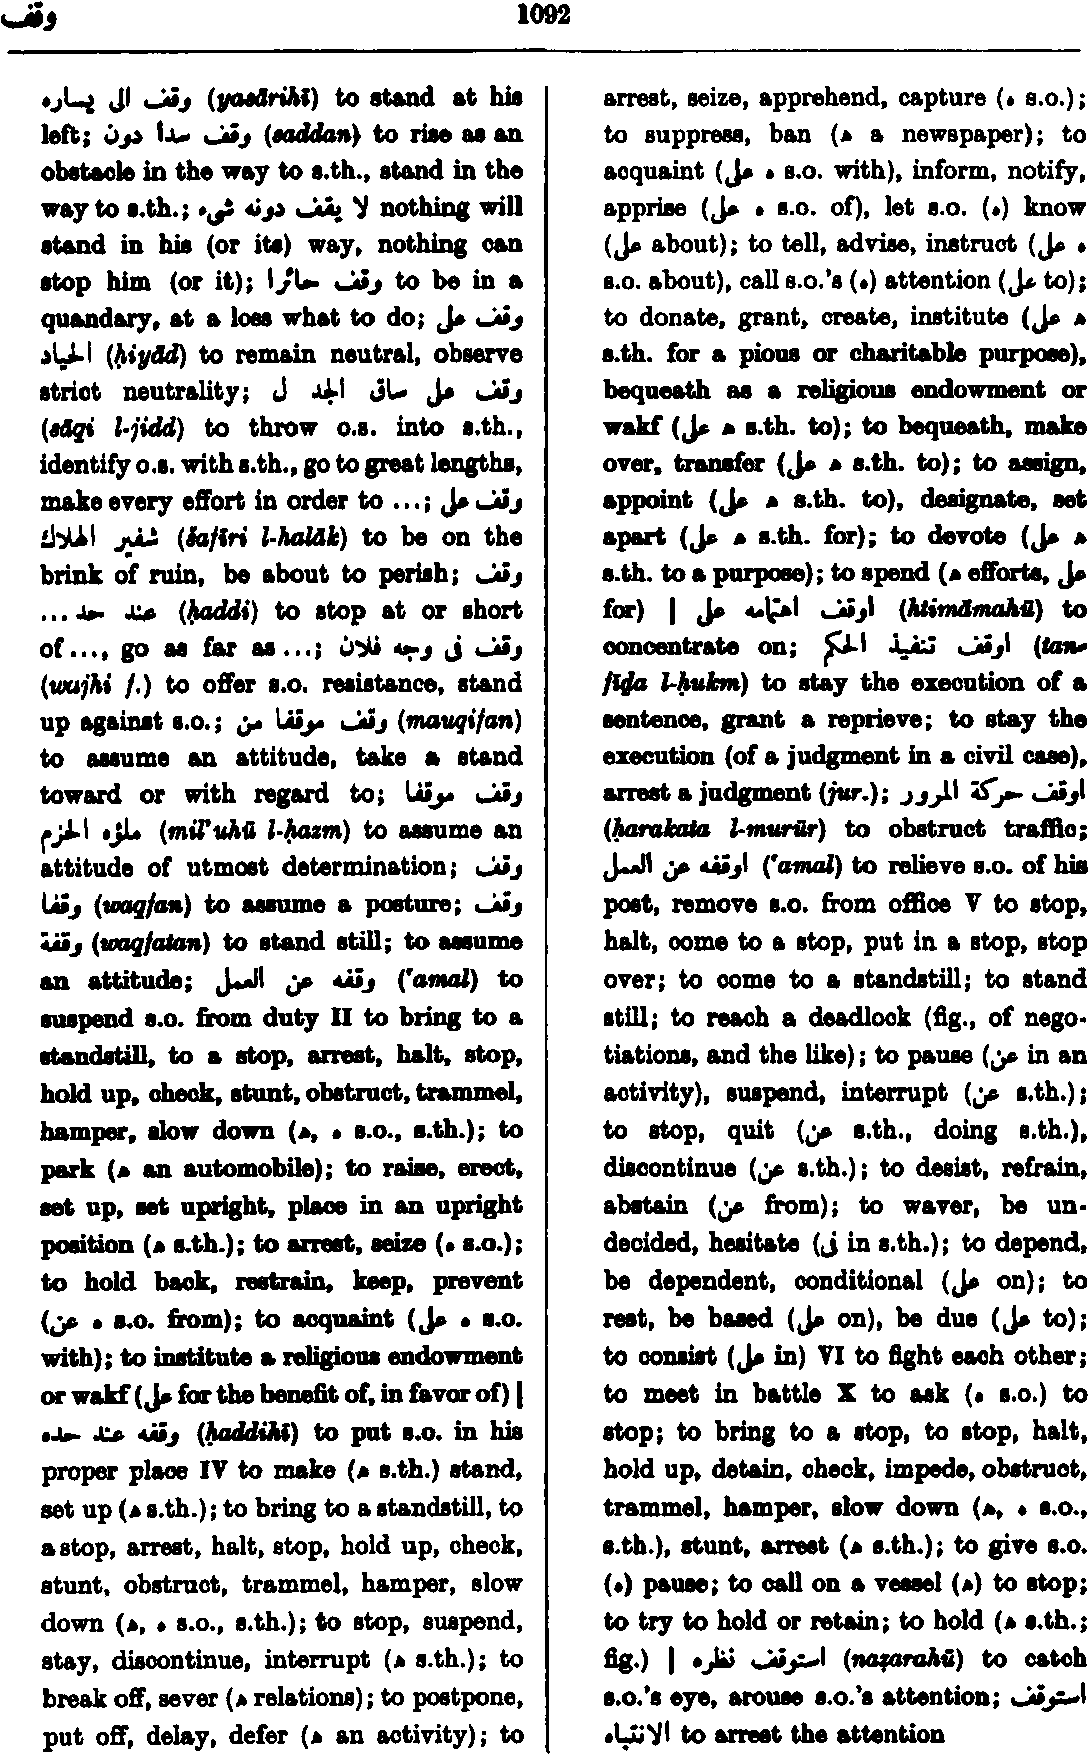 وقف
1092
وقف الى يساره (yasārihī) to stand at his
left; وقف سدا دون (saddan) to rise as an
obstacle in the way to s.th., stand in the
way to s.th.; لا يقف دونه شىء nothing will
stand in his (or its) way, nothing can
stop him (or it); وقف حائرا to be in a
quandary, at a loss what to do; وقف على
الحياد (ḥiyād) to remain neutral, observe
strict neutrality; وقف على ساق الجد ل
(sāqi l-jidd) to throw o.s. into s.th.,
identify o.s. with s.th., go to great lengths,
make every effort in order to ...; وقف على
شفير الهلاك (šafīri l-halāk) to be on the
brink of ruin, be about to perish; وقف
عند حد ... (ḥaddi) to stop at or short
of..., go as far as...; وقف فى وجه فلان
(wajhi f.) to offer s.o. resistance, stand
up against s.o.; وقف موقفا من (mauqifan)
to assume an attitude, take a stand
toward or with regard to; وقف موقفا
ملؤه الحزم (mil'uhū l-ḥazm) to assume an
attitude of utmost determination; وقف
وقفا (waqfan) to assume a posture; وقف
وقفة (waqfatan) to stand still; to assume
an attitude; وقفه عن العمل (ʿamal) to
suspend s.o. from duty II to bring to a
standstill, to a stop, arrest, halt, stop,
hold up, check, stunt, obstruct, trammel,
hamper, slow down (ه, ه s.o., s.th.); to
park (ه an automobile); to raise, erect,
set up, set upright, place in an upright
position (ه s.th.); to arrest, seize (ه s.o.);
to hold back, restrain, keep, prevent
(ه عن s.o. from); to acquaint (ه على s.o.
with); to institute a religious endowment
or wakf (على for the benefit of, in favor of) |
وقفه عند حده (ḥaddihī) to put s.o. in his
proper place IV to make (ه s.th.) stand,
set up (ه s.th.); to bring to a standstill, to
a stop, arrest, halt, stop, hold up, check,
stunt, obstruct, trammel, hamper, slow
down (ه, ه s.o., s.th.); to stop, suspend,
stay, discontinue, interrupt (ه s.th.); to
break off, sever (ه relations); to postpone,
put off, delay, defer (ه an activity); to
arrest, seize, apprehend, capture (ه s.o.);
to suppress, ban (ه a newspaper); to
acquaint (ه على s.o. with), inform, notify,
apprise (ه على s.o. of), let s.o. (ه) know
(على about); to tell, advise, instruct (ه على
s.o. about), call s.o.'s (ه) attention (على to);
to donate, grant, create, institute (ه على
s.th. for a pious or charitable purpose),
bequeath as a religious endowment or
wakf (ه على s.th. to); to bequeath, make
over, transfer (ه على s.th. to); to assign,
appoint (ه على s.th. to), designate, set
apart (ه على s.th. for); to devote (ه على
s.th. to a purpose); to spend (ه efforts, على
for) | اوقف اهتمامه على (htimāmahū) to
concentrate on; اوقف تنفيذ الحكم (tan-
fīḏa l-ḥukm) to stay the execution of a
sentence, grant a reprieve; to stay the
execution (of a judgment in a civil case),
arrest a judgment (jur.); اوقف حركة المرور
(ḥarakata l-murūr) to obstruct traffic;
اوقفه عن العمل (ʿamal) to relieve s.o. of his
post, remove s.o. from office V to stop,
halt, come to a stop, put in a stop, stop
over; to come to a standstill; to stand
still; to reach a deadlock (fig., of nego-
tiations, and the like); to pause (عن in an
activity), suspend, interrupt (عن s.th.);
to stop, quit (عن s.th., doing s.th.),
discontinue (عن s.th.); to desist, refrain,
abstain (عن from); to waver, be un-
decided, hesitate (فى in s.th.); to depend,
be dependent, conditional (على on); to
rest, be based (على on), be due (على to);
to consist (على in) VI to fight each other;
to meet in battle X to ask (ه s.o.) to
stop; to bring to a stop, to stop, halt,
hold up, detain, check, impede, obstruct,
trammel, hamper, slow down (ه, ه s.o.,
s.th.), stunt, arrest (ه s.th.); to give s.o.
(ه) pause; to call on a vessel (ه) to stop;
to try to hold or retain; to hold (ه s.th.;
fig.) | استوقف نظره (naẓarahū) to catch
s.o.'s eye, arouse s.o.'s attention; استوقف
الانتباه to arrest the attention